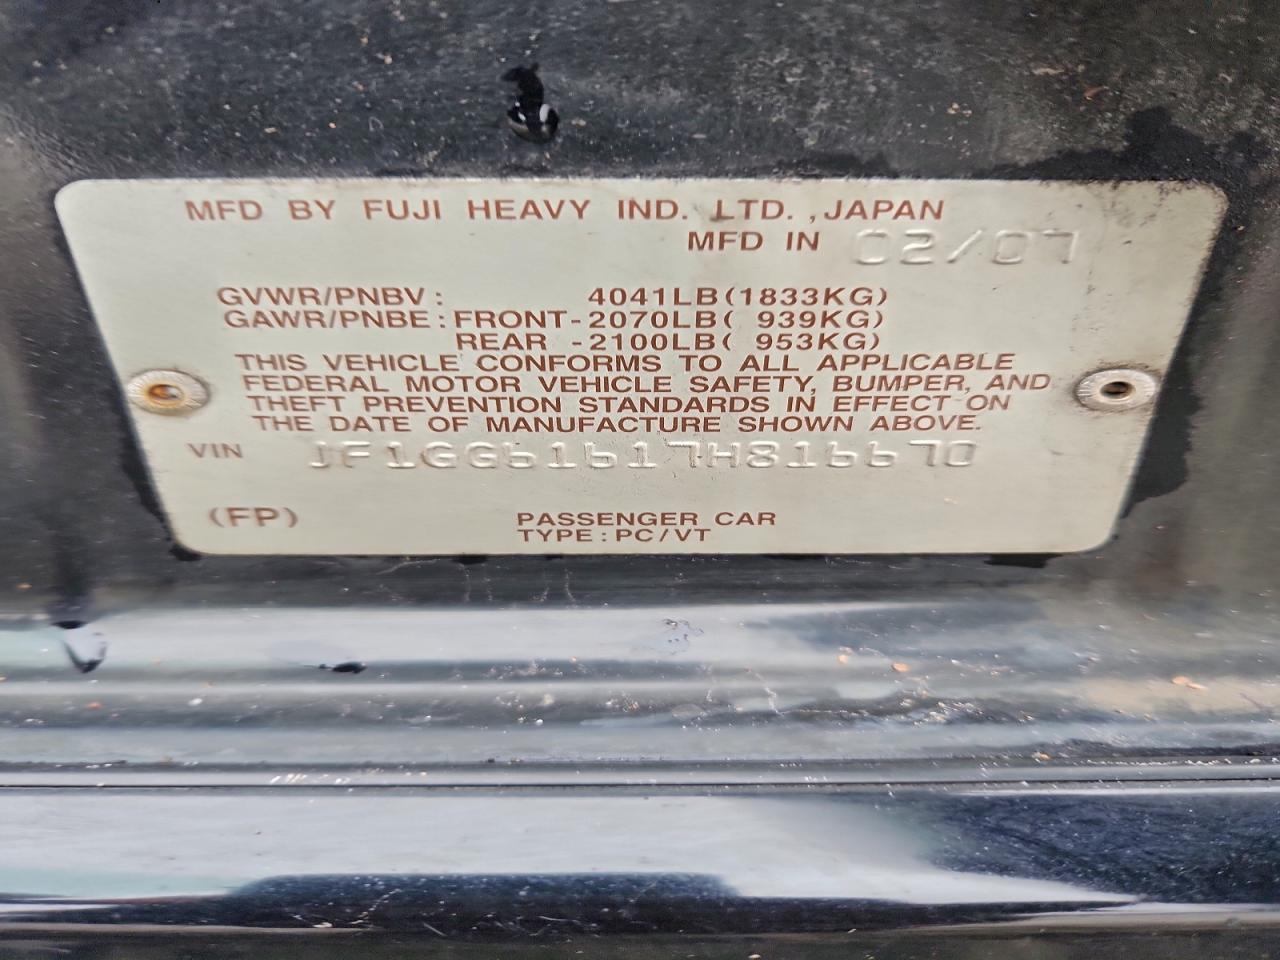 MFD BY FUJI HEAVY IND. LTD. ,JAPAN
MFD IN 02/07
GVWR/PNBV: 4041LB(1833KG)
GAWR/PNBE: FRONT-2070LB( 939KG)
REAR -2100LB( 953KG)
THIS VEHICLE CONFORMS TO ALL APPLICABLE
FEDERAL MOTOR VEHICLE SAFETY, BUMPER, AND
THEFT PREVENTION STANDARDS IN EFFECT ON
THE DATE OF MANUFACTURE SHOWN ABOVE.
VIN JF1GG61617H816670
(FP) PASSENGER CAR
TYPE:PC/VT